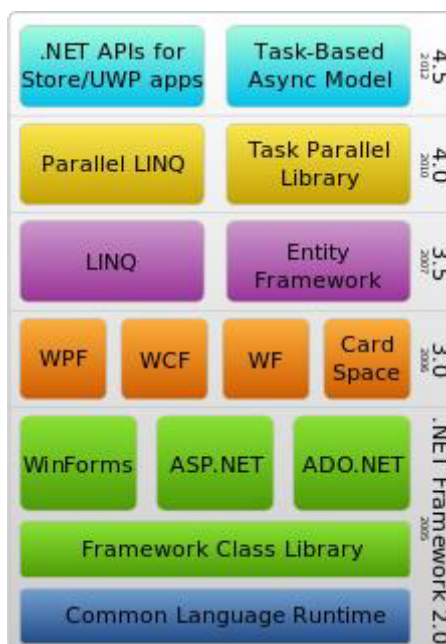 .NET APIs for
Store/UWP apps
Task-Based
Async Model
4.5
2012
Parallel LINQ
Task Parallel
Library
4.0
2010
LINQ
Entity
Framework
3.5
2007
WPF
WCF
WF
Card
Space
3.0
2006
WinForms
ASP.NET
ADO.NET
Framework Class Library
Common Language Runtime
.NET Framework 2.0
2005